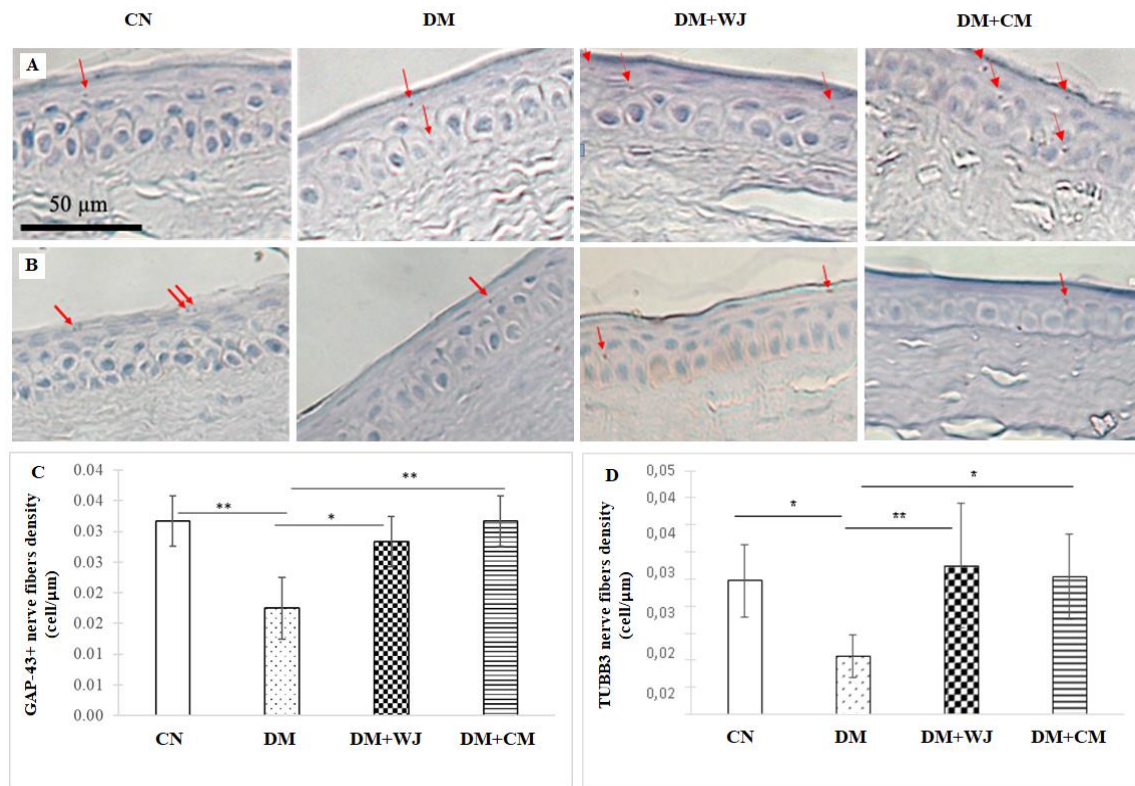 CN DM DM+WJ DM+CM
A
50 µm
B
C
GAP-43+ nerve fibers density
(cell/µm)
0.04
0.04
0.03
0.03
0.02
0.02
0.01
0.01
0.00
**
*
**
CN DM DM+WJ DM+CM
D
TUBB3 nerve fibers density
(cell/µm)
0,05
0,04
0,04
0,03
0,03
0,02
0,02
*
**
*
CN DM DM+WJ DM+CM